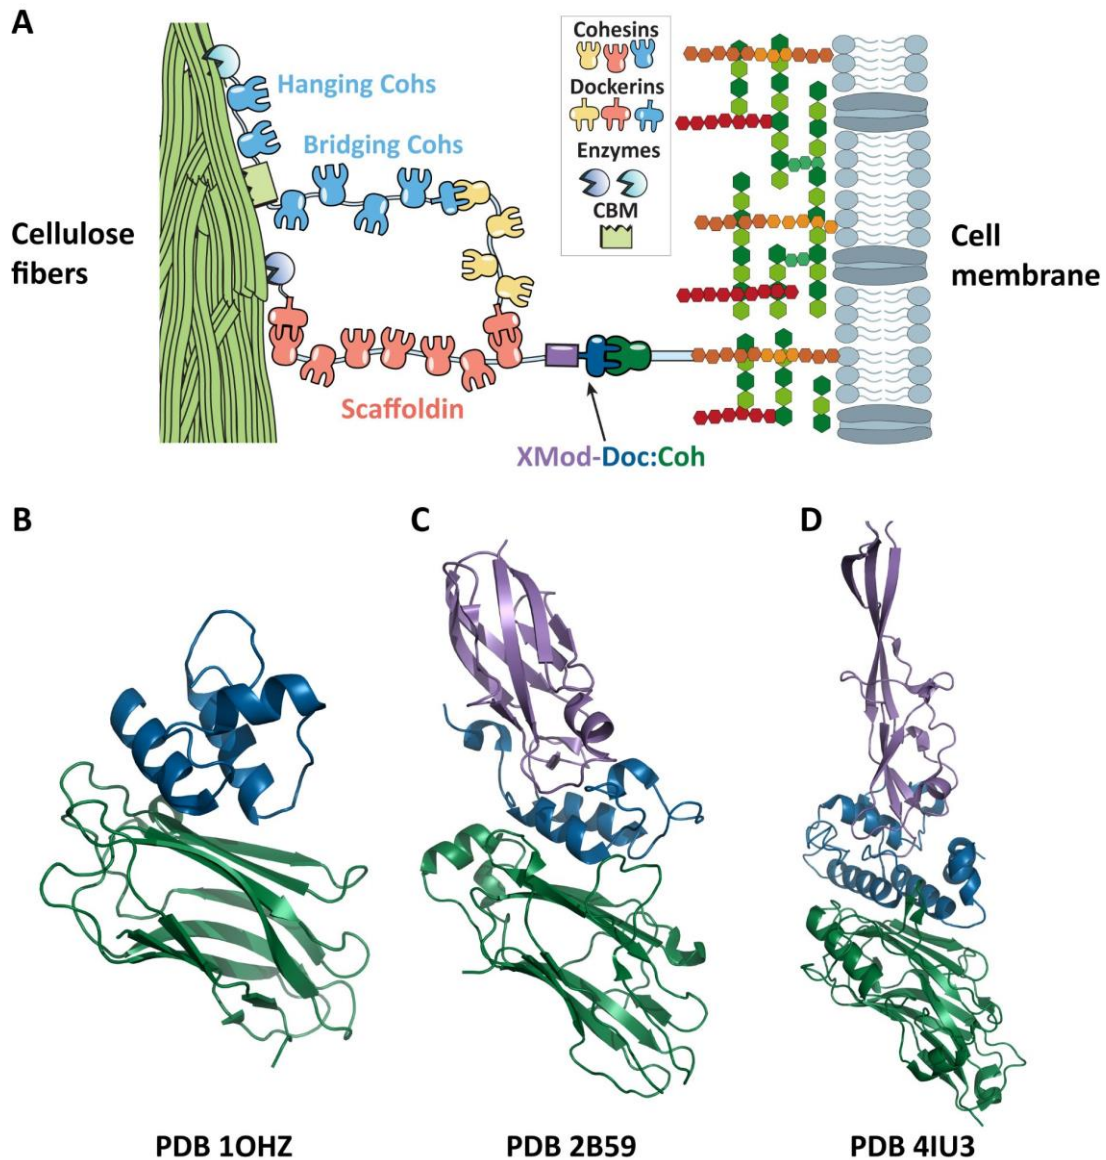 A
Cohesins
Dockerins
Enzymes
CBM
Hanging Cohs
Bridging Cohs
Cellulose
fibers
Cell
membrane
Scaffoldin
XMod-Doc:Coh
B
C
D
PDB 1OHZ
PDB 2B59
PDB 4IU3